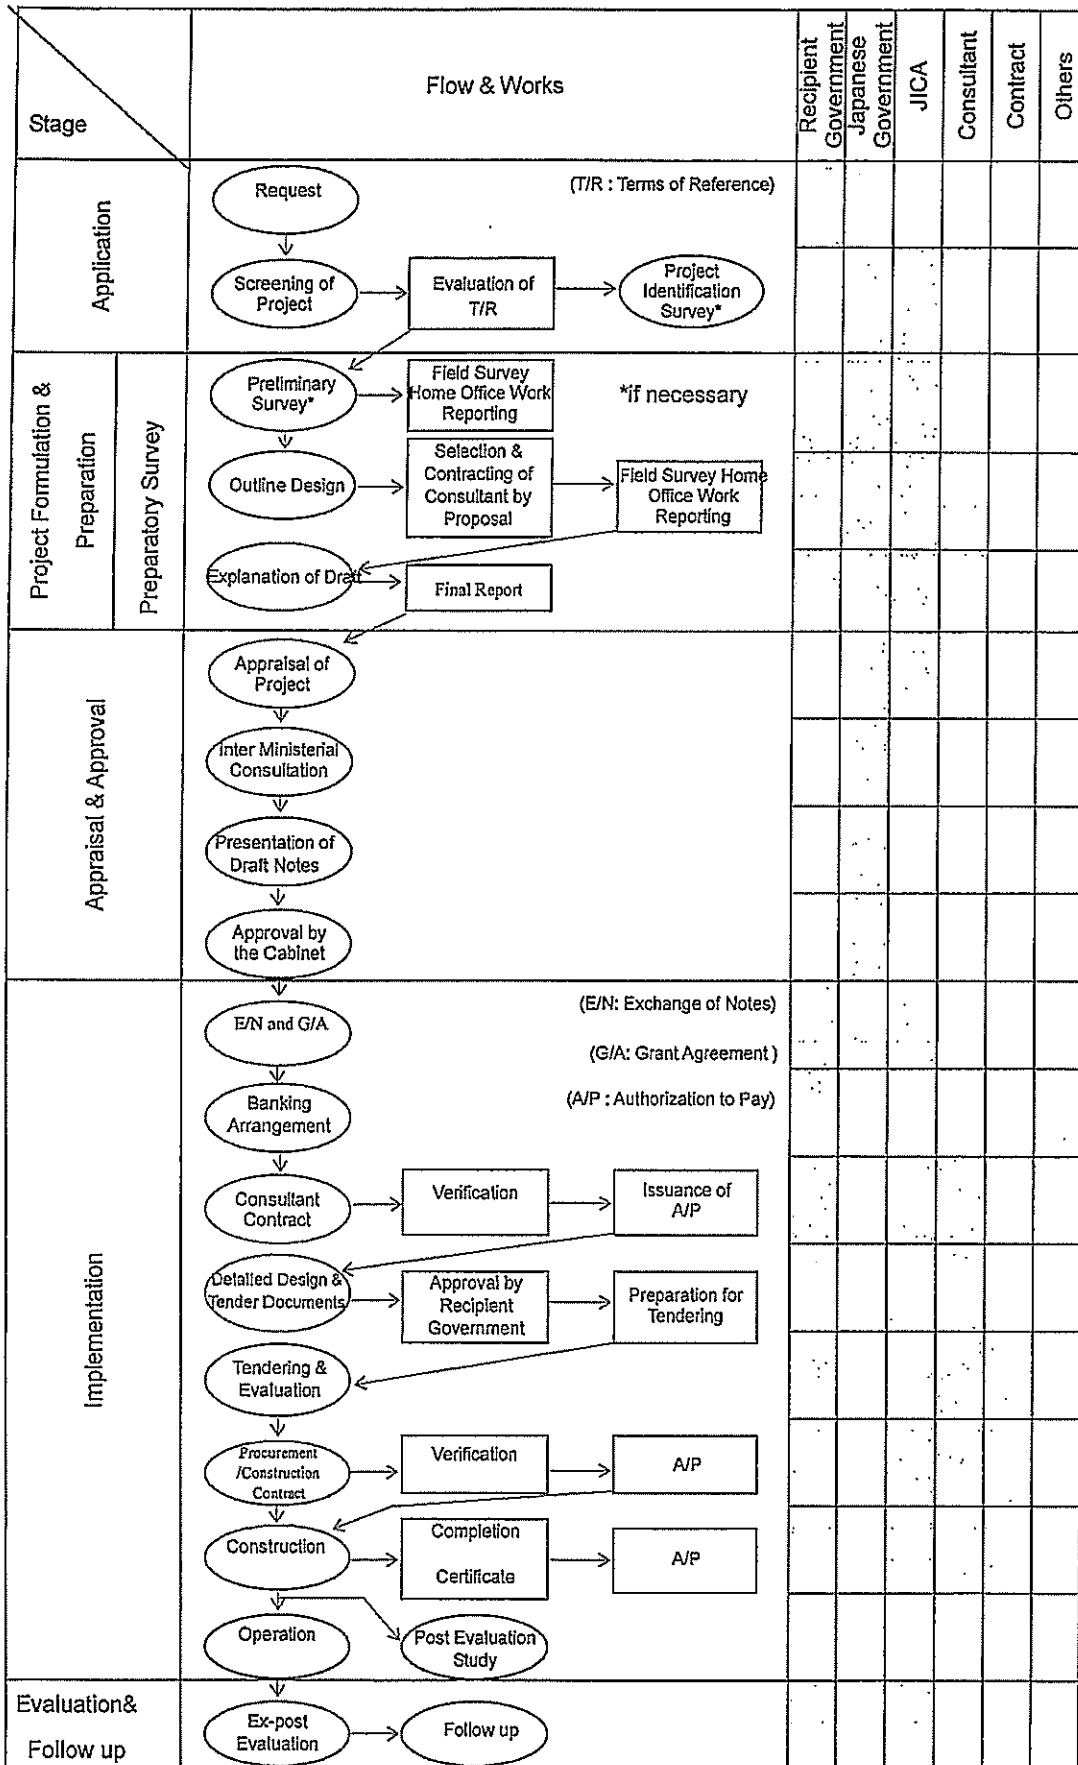 Stage
Flow & Works
Recipient
Government
Japanese
Government
JICA
Consultant
Contract
Others
Application
Request
(T/R : Terms of Reference)
Screening of
Project
Evaluation of
T/R
Project
Identification
Survey*
Project Formulation &
Preparation
Preparatory Survey
Preliminary
Survey*
Field Survey
Home Office Work
Reporting
*if necessary
Outline Design
Selection &
Contracting of
Consultant by
Proposal
Field Survey Home
Office Work
Reporting
Explanation of Draft
Final Report
Appraisal & Approval
Appraisal of
Project
Inter Ministerial
Consultation
Presentation of
Draft Notes
Approval by
the Cabinet
Implementation
E/N and G/A
(E/N: Exchange of Notes)
(G/A: Grant Agreement )
(A/P : Authorization to Pay)
Banking
Arrangement
Consultant
Contract
Verification
Issuance of
A/P
Detailed Design &
Tender Documents
Approval by
Recipient
Government
Preparation for
Tendering
Tendering &
Evaluation
Procurement
/Construction
Contract
Verification
A/P
Construction
Completion
Certificate
A/P
Operation
Post Evaluation
Study
Evaluation&
Follow up
Ex-post
Evaluation
Follow up